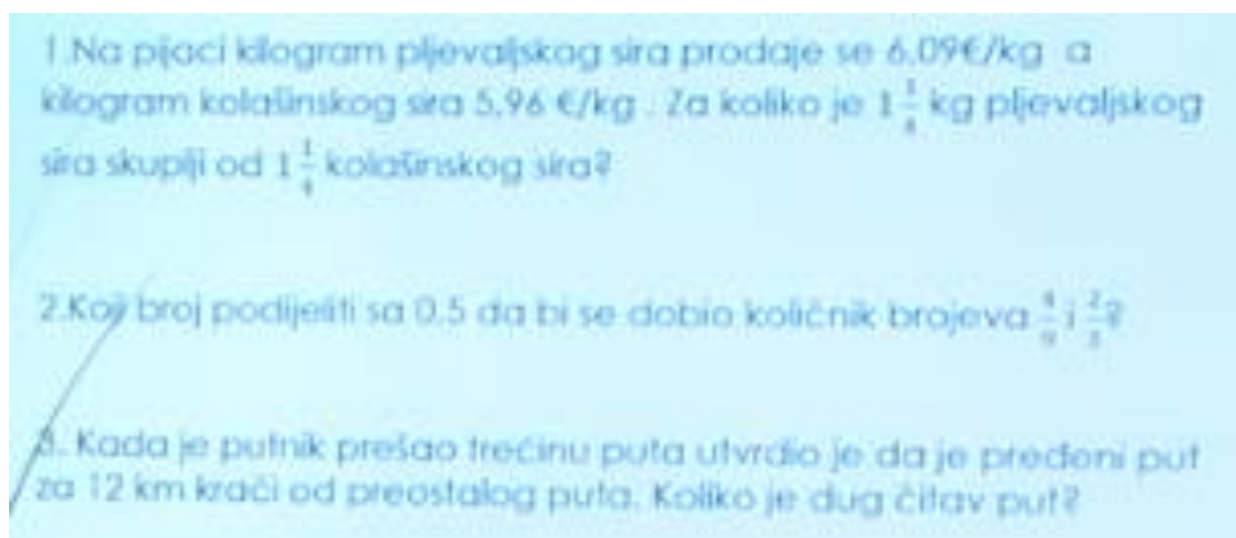 1.Na pijaci kilogram pljevaljskog sira prodaje se 6,09€/kg a
kilogram kolašinskog sira 5,96 €/kg . Za koliko je 1 1/4 kg pljevaljskog
sira skuplji od 1 1/4 kolašinskog sira?
2.Koji broj podijeliti sa 0.5 da bi se dobio količnik brojeva 4/9 i 2/3?
3. Kada je putnik prešao trećinu puta utvrdio je da je pređeni put
za 12 km kraći od preostalog puta. Koliko je dug čitav put?